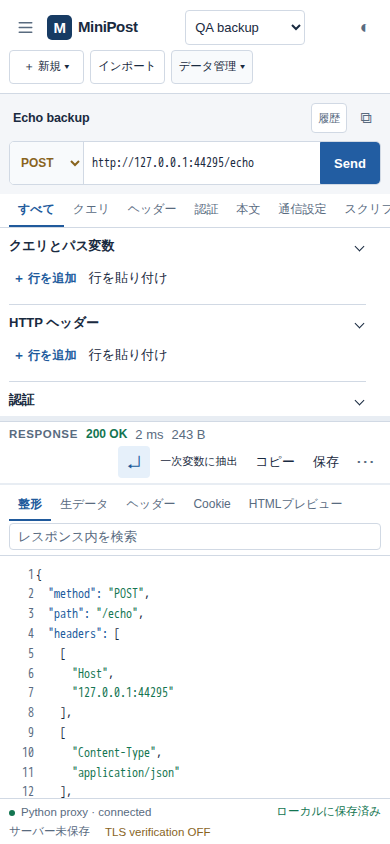 M MiniPost QA backup
＋ 新規 ▾ インポート データ管理 ▾
Echo backup 履歴
POST http://127.0.0.1:44295/echo Send
すべて クエリ ヘッダー 認証 本文 通信設定 スクリプ
クエリとパス変数
＋ 行を追加 行を貼り付け
HTTP ヘッダー
＋ 行を追加 行を貼り付け
認証
RESPONSE 200 OK 2 ms 243 B
一次変数に抽出 コピー 保存 ···
整形 生データ ヘッダー Cookie HTMLプレビュー
レスポンス内を検索
1 {
2 "method": "POST",
3 "path": "/echo",
4 "headers": [
5 [
6 "Host",
7 "127.0.0.1:44295"
8 ],
9 [
10 "Content-Type",
11 "application/json"
12 ],
Python proxy · connected ローカルに保存済み
サーバー未保存 TLS verification OFF